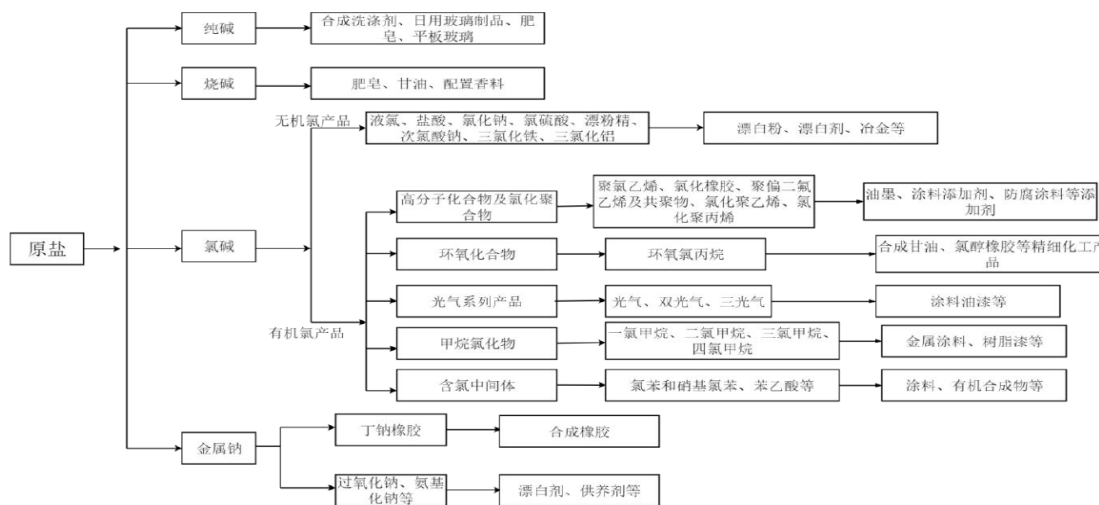 纯碱
合成洗涤剂、日用玻璃制品、肥
皂、平板玻璃
烧碱
肥皂、甘油、配置香料
无机氯产品
液氯、盐酸、氯化钠、氯硫酸、漂粉精、
次氯酸钠、三氯化铁、三氯化铝
漂白粉、漂白剂、冶金等
原盐
氯碱
高分子化合物及氯化聚
合物
聚氯乙烯、氯化橡胶、聚偏二氟
乙烯及共聚物、氯化聚乙烯、氯
化聚丙烯
油墨、涂料添加剂、防腐涂料等添
加剂
环氧化合物
环氧氯丙烷
合成甘油、氯醇橡胶等精细化工产
品
光气系列产品
光气、双光气、三光气
涂料油漆等
有机氯产品
甲烷氯化物
一氯甲烷、二氯甲烷、三氯甲烷、
四氯甲烷
金属涂料、树脂漆等
含氯中间体
氯苯和硝基氯苯、苯乙酸等
涂料、有机合成物等
金属钠
丁钠橡胶
合成橡胶
过氧化钠、氨基
化钠等
漂白剂、供养剂等